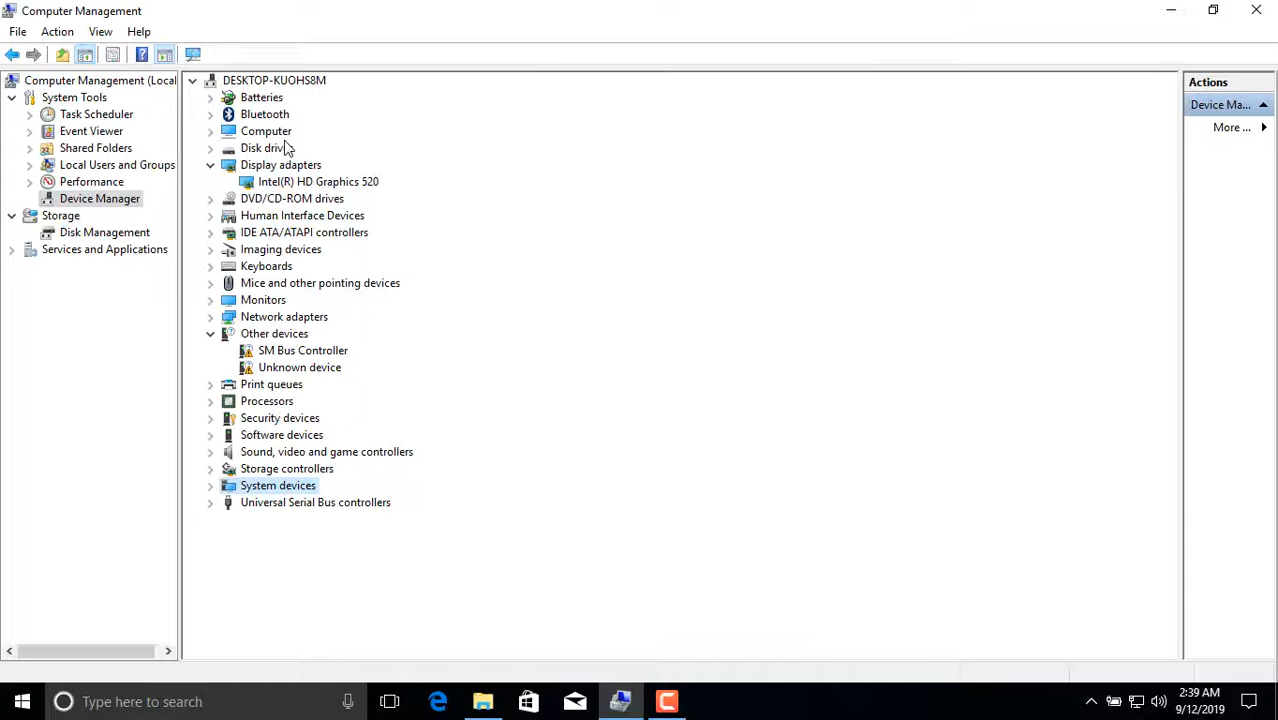 Computer Management
File Action View Help
Computer Management (Local
System Tools
Task Scheduler
Event Viewer
Shared Folders
Local Users and Groups
Performance
Device Manager
Storage
Disk Management
Services and Applications
DESKTOP-KUOHS8M
Batteries
Bluetooth
Computer
Disk drives
Display adapters
Intel(R) HD Graphics 520
DVD/CD-ROM drives
Human Interface Devices
IDE ATA/ATAPI controllers
Imaging devices
Keyboards
Mice and other pointing devices
Monitors
Network adapters
Other devices
SM Bus Controller
Unknown device
Print queues
Processors
Security devices
Software devices
Sound, video and game controllers
Storage controllers
System devices
Universal Serial Bus controllers
Actions
Device Ma...
More ...
Type here to search
2:39 AM
9/12/2019